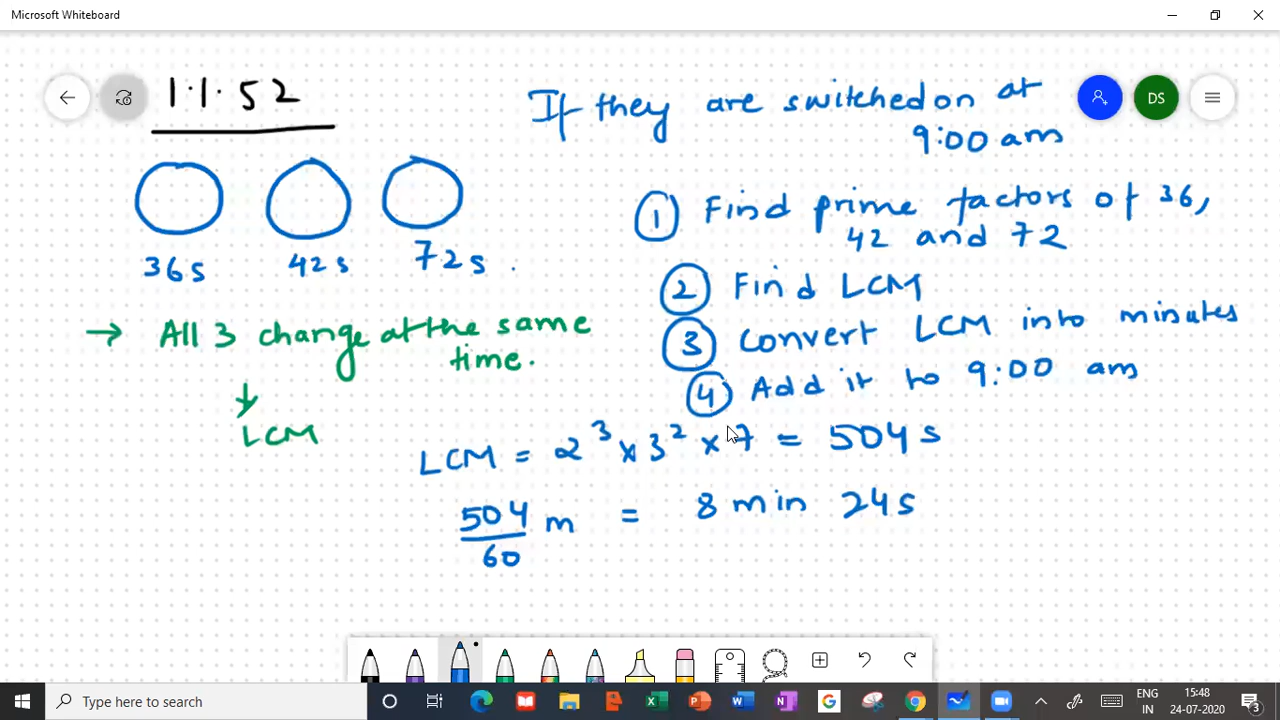 Microsoft Whiteboard
1.1.52
36s 42s 72s.
→ All 3 change at the same
time.
↓
LCM
If they are switched on at
9:00 am
DS
① Find prime factors of 36,
42 and 72
② Find LCM
③ Convert LCM into minutes
④ Add it to 9:00 am
LCM = 2³ × 3² × 7 = 504 s
504/60 m = 8 min 24s
Type here to search
ENG
IN
15:48
24-07-2020
3